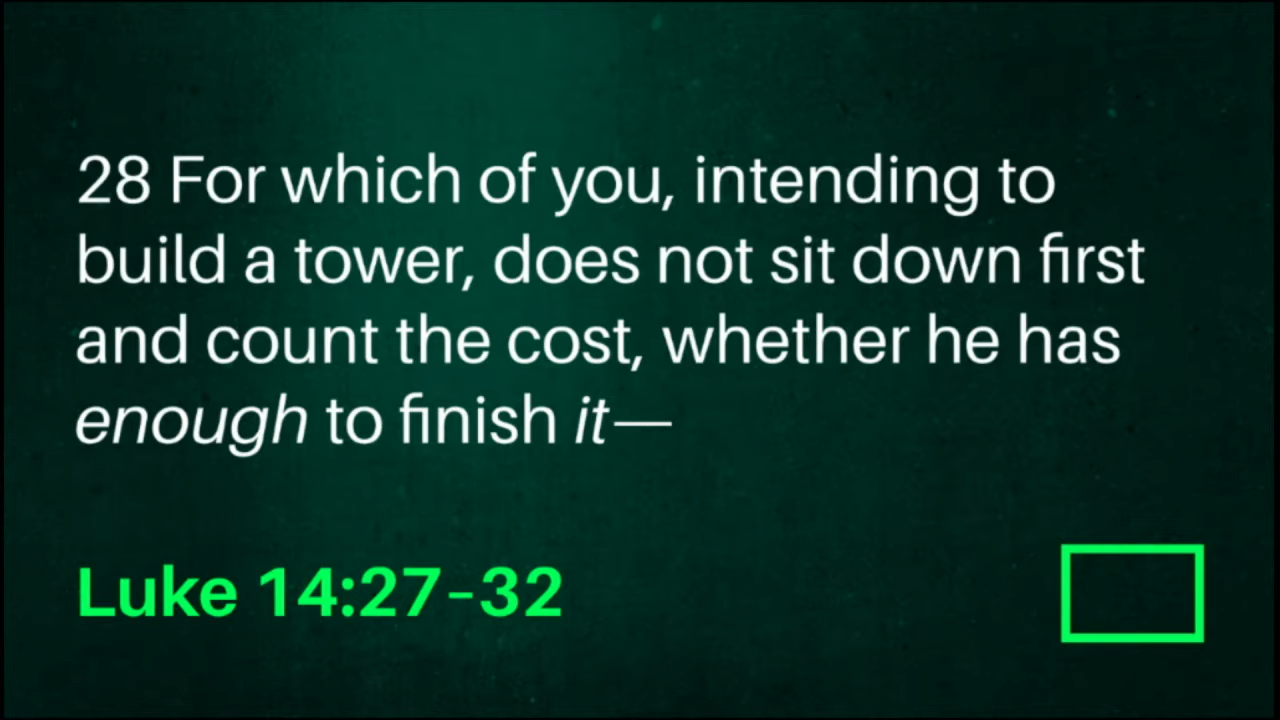 28 For which of you, intending to
build a tower, does not sit down first
and count the cost, whether he has
enough to finish it—
Luke 14:27–32